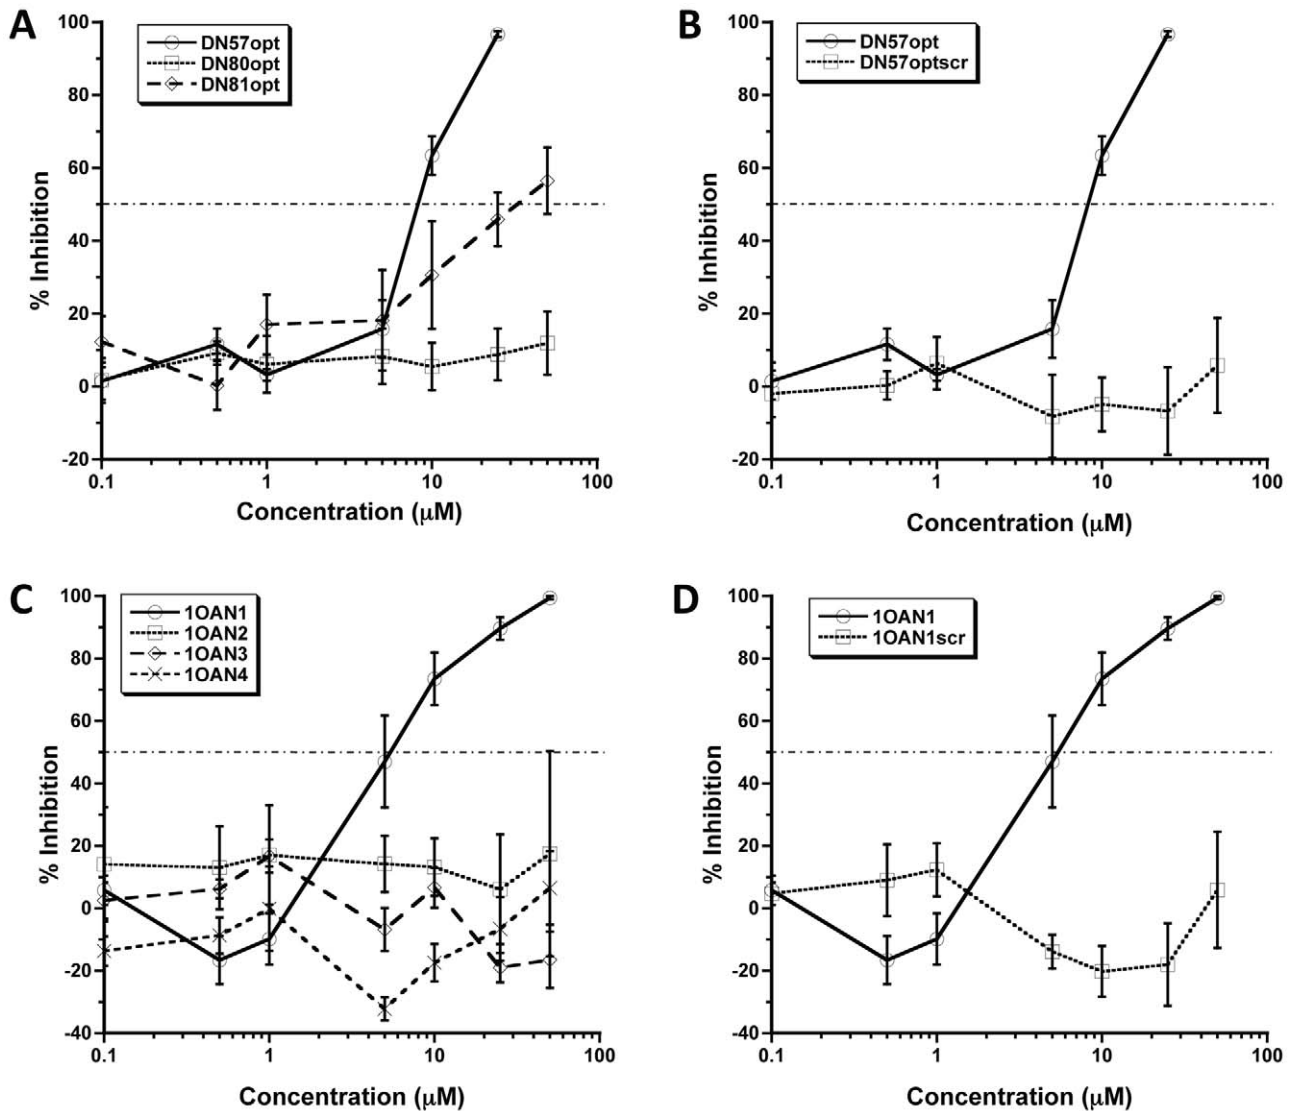 A
DN57opt
DN80opt
DN81opt
100
80
60
40
20
0
-20
% Inhibition
0.1
1
10
100
Concentration (μM)
B
DN57opt
DN57optscr
100
80
60
40
20
0
-20
% Inhibition
0.1
1
10
100
Concentration (μM)
C
1OAN1
1OAN2
1OAN3
1OAN4
100
80
60
40
20
0
-20
-40
% Inhibition
0.1
1
10
100
Concentration (μM)
D
1OAN1
1OAN1scr
100
80
60
40
20
0
-20
-40
% Inhibition
0.1
1
10
100
Concentration (μM)